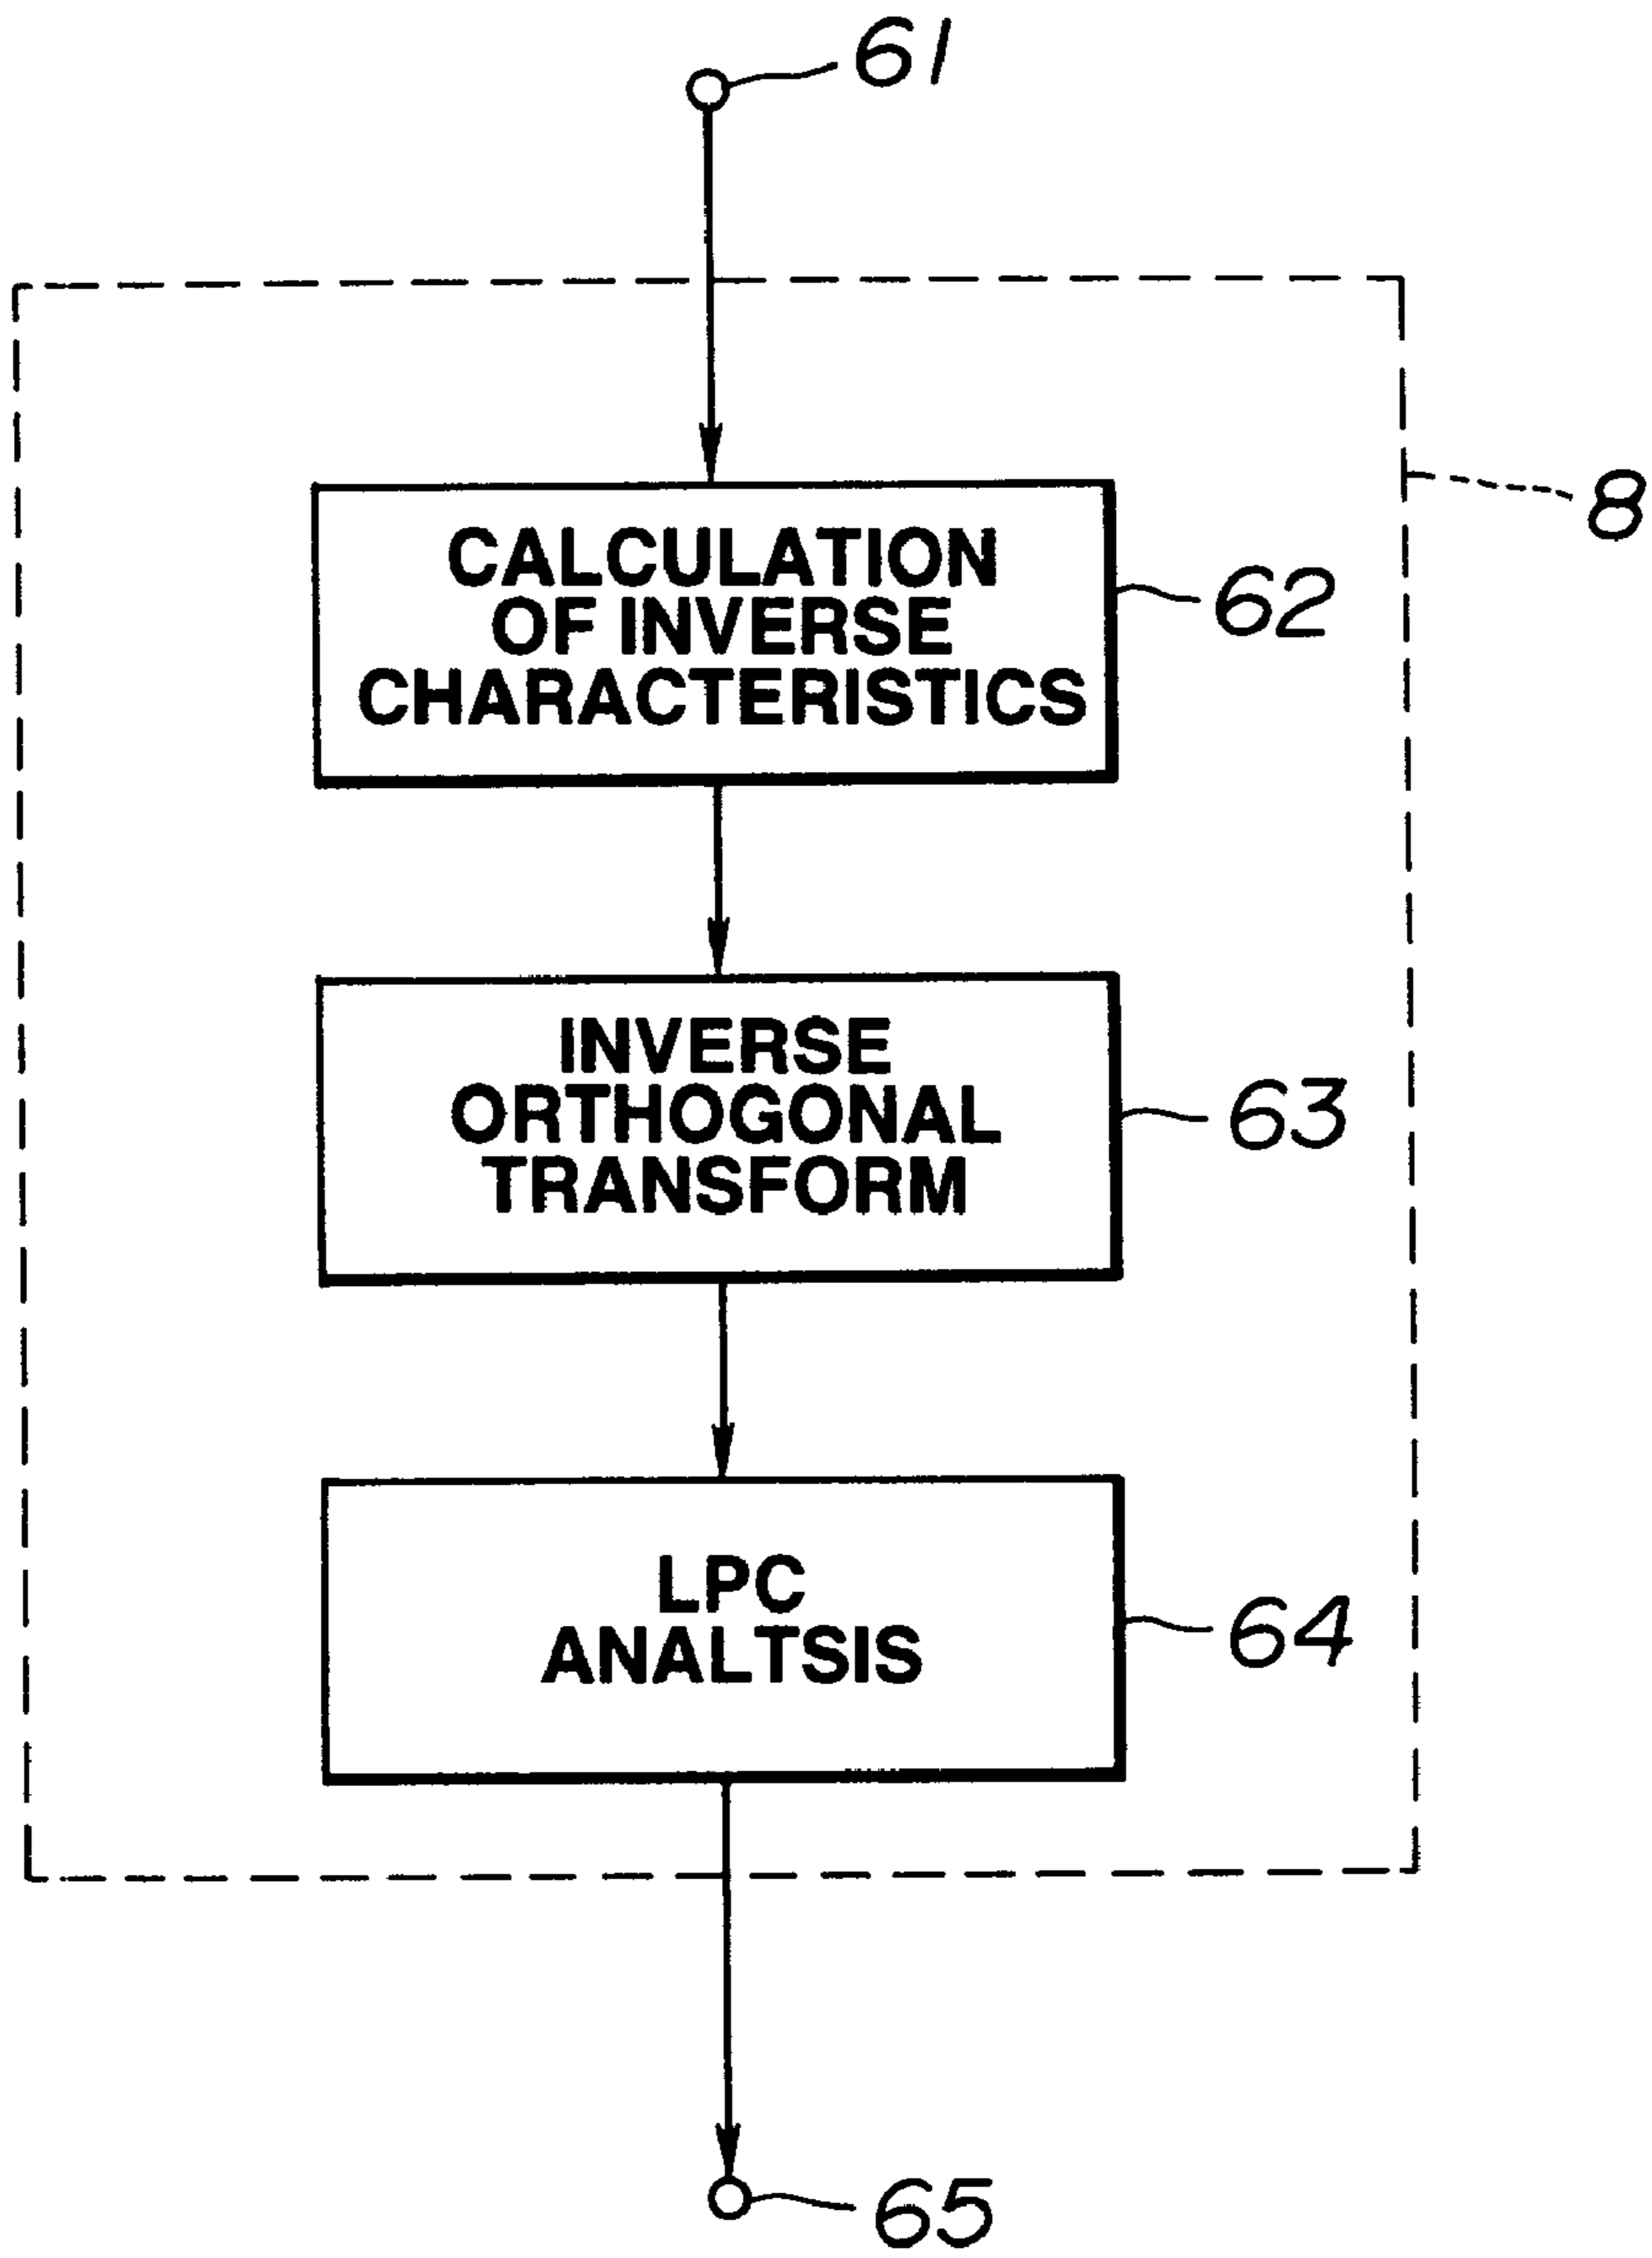 61
8
CALCULATION
OF INVERSE
CHARACTERISTICS
62
INVERSE
ORTHOGONAL
TRANSFORM
63
LPC
ANALTSIS
64
65